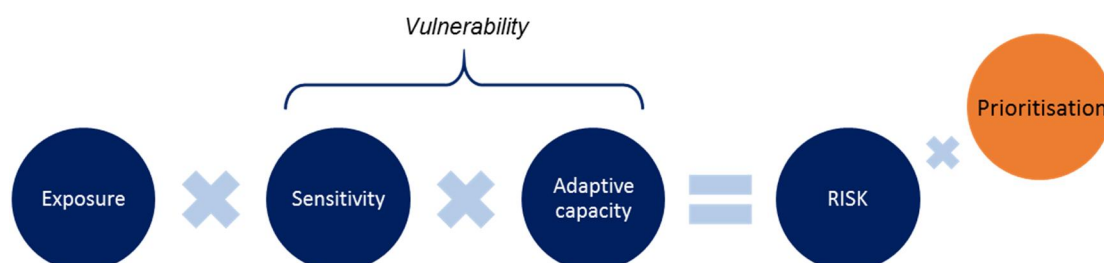 Vulnerability
Prioritisation
Exposure
Sensitivity
Adaptive
capacity
RISK